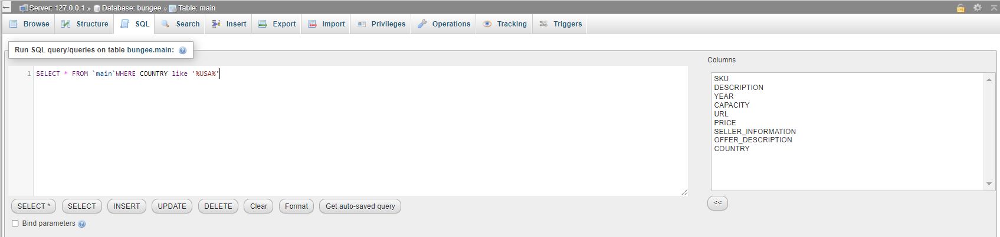 ← Server: 127.0.0.1 » Database: bungee » Table: main
Browse Structure SQL Search Insert Export Import Privileges Operations Tracking Triggers
Run SQL query/queries on table bungee.main:
1 SELECT * FROM `main`WHERE COUNTRY like '%USA%'
Columns
SKU
DESCRIPTION
YEAR
CAPACITY
URL
PRICE
SELLER_INFORMATION
OFFER_DESCRIPTION
COUNTRY
SELECT * SELECT INSERT UPDATE DELETE Clear Format Get auto-saved query
<<
Bind parameters